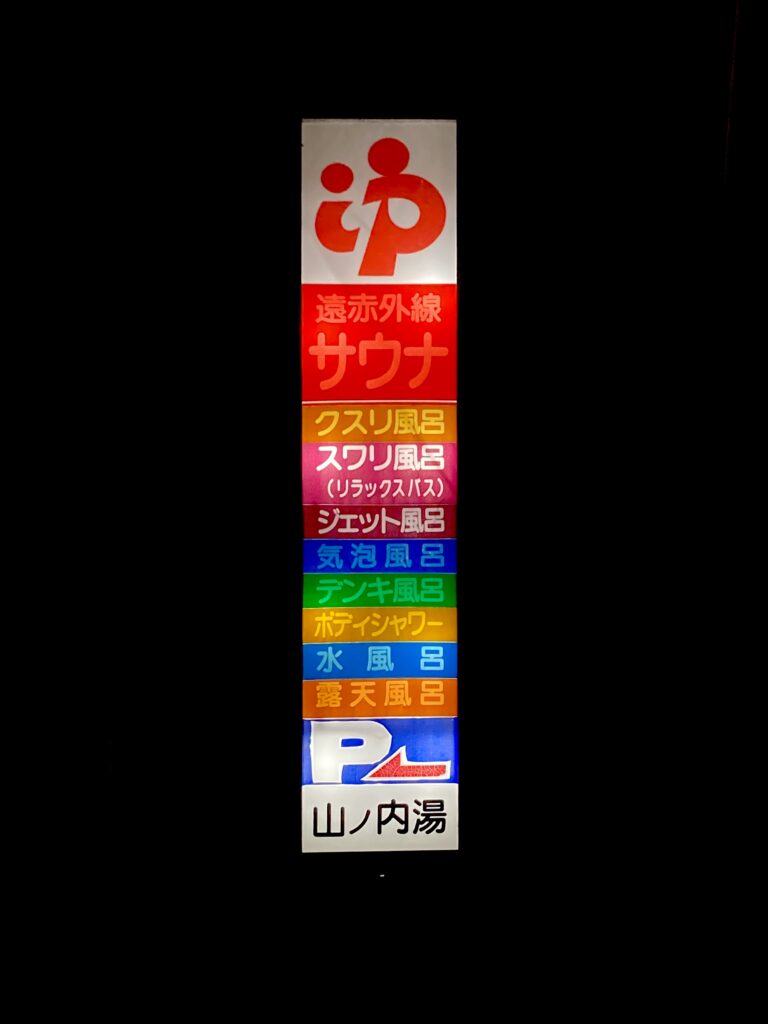 ゆ
遠赤外線
サウナ
クスリ風呂
スワリ風呂
(リラックスバス)
ジェット風呂
気泡風呂
デンキ風呂
ボディシャワー
水風呂
露天風呂
P
山ノ内湯